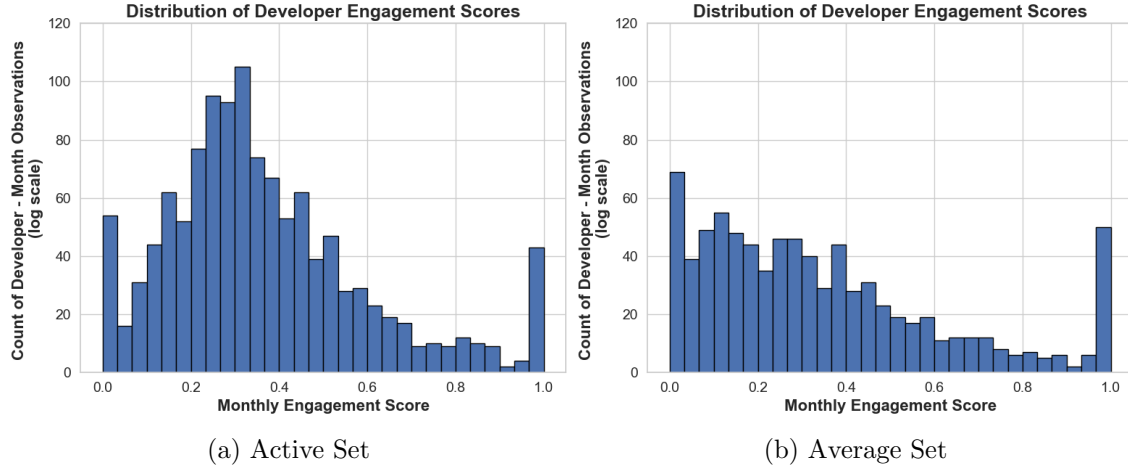 Distribution of Developer Engagement Scores
Count of Developer - Month Observations
(log scale)
120
100
80
60
40
20
0
0.0 0.2 0.4 0.6 0.8 1.0
Monthly Engagement Score
(a) Active Set
Distribution of Developer Engagement Scores
Count of Developer - Month Observations
(log scale)
120
100
80
60
40
20
0
0.0 0.2 0.4 0.6 0.8 1.0
Monthly Engagement Score
(b) Average Set